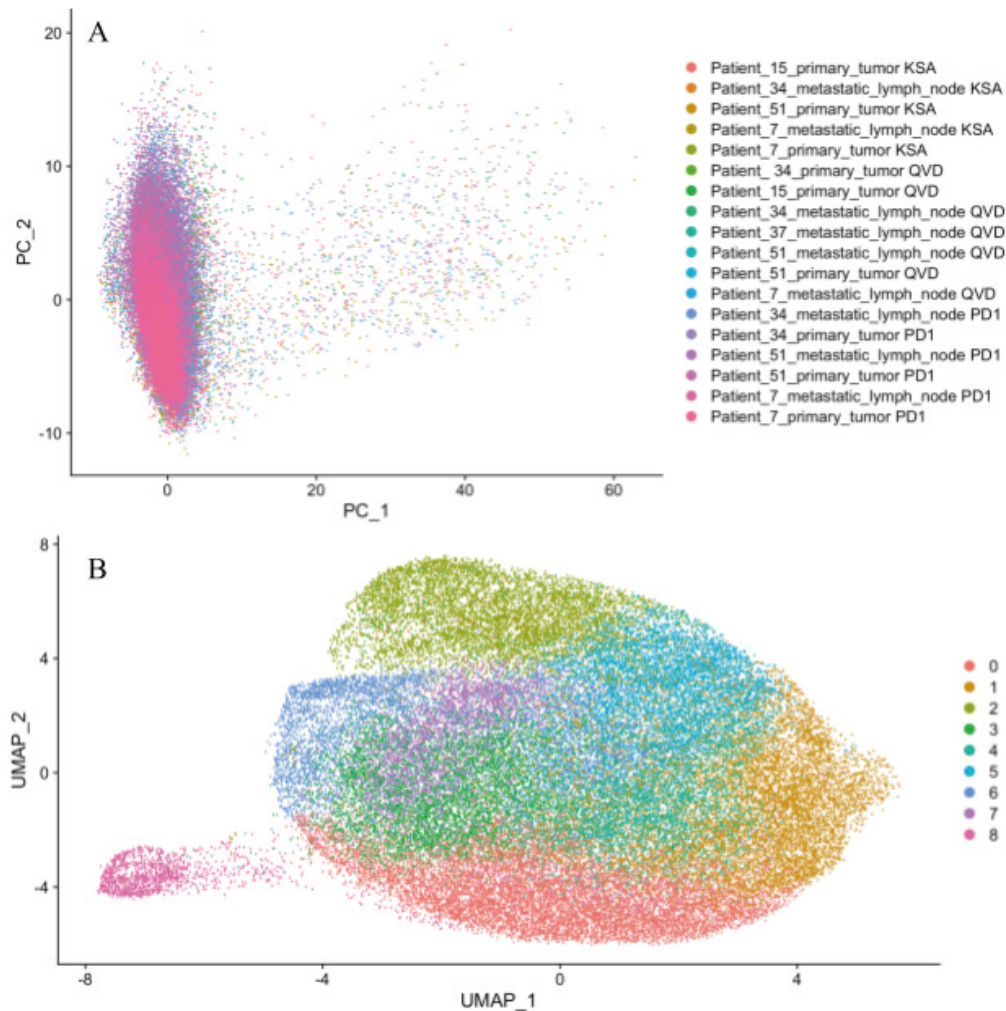 A
20
10
0
-10
PC_2
0
20
40
60
PC_1
Patient_15_primary_tumor KSA
Patient_34_metastatic_lymph_node KSA
Patient_51_primary_tumor KSA
Patient_7_metastatic_lymph_node KSA
Patient_7_primary_tumor KSA
Patient_ 34_primary_tumor QVD
Patient_15_primary_tumor QVD
Patient_34_metastatic_lymph_node QVD
Patient_37_metastatic_lymph_node QVD
Patient_51_metastatic_lymph_node QVD
Patient_51_primary_tumor QVD
Patient_7_metastatic_lymph_node QVD
Patient_34_metastatic_lymph_node PD1
Patient_34_primary_tumor PD1
Patient_51_metastatic_lymph_node PD1
Patient_51_primary_tumor PD1
Patient_7_metastatic_lymph_node PD1
Patient_7_primary_tumor PD1
B
8
4
0
-4
UMAP_2
-8
-4
0
4
UMAP_1
0
1
2
3
4
5
6
7
8